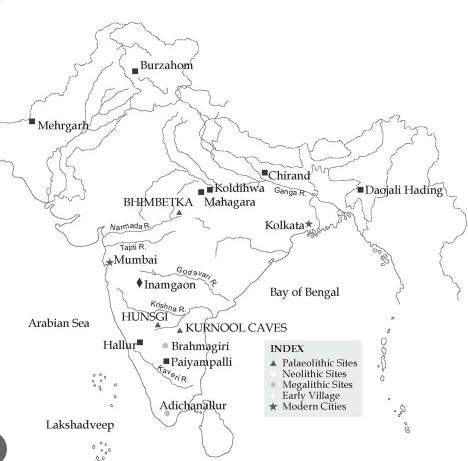 Burzahom
Mehrgarh
Chirand
Koldihwa
Ganga R.
Daojali Hading
BHIMBETKA
Mahagara
Narmada R.
Kolkata
Tapti R.
Mumbai
Godavari R.
Inamgaon
Bay of Bengal
Krishna R.
HUNSGI
Arabian Sea
KURNOOL CAVES
Hallur
Brahmagiri
INDEX
Paiyampalli
Palaeolithic Sites
Neolithic Sites
Kaveri R.
Megalithic Sites
Early Village
Adichanallur
Modern Cities
Lakshadveep